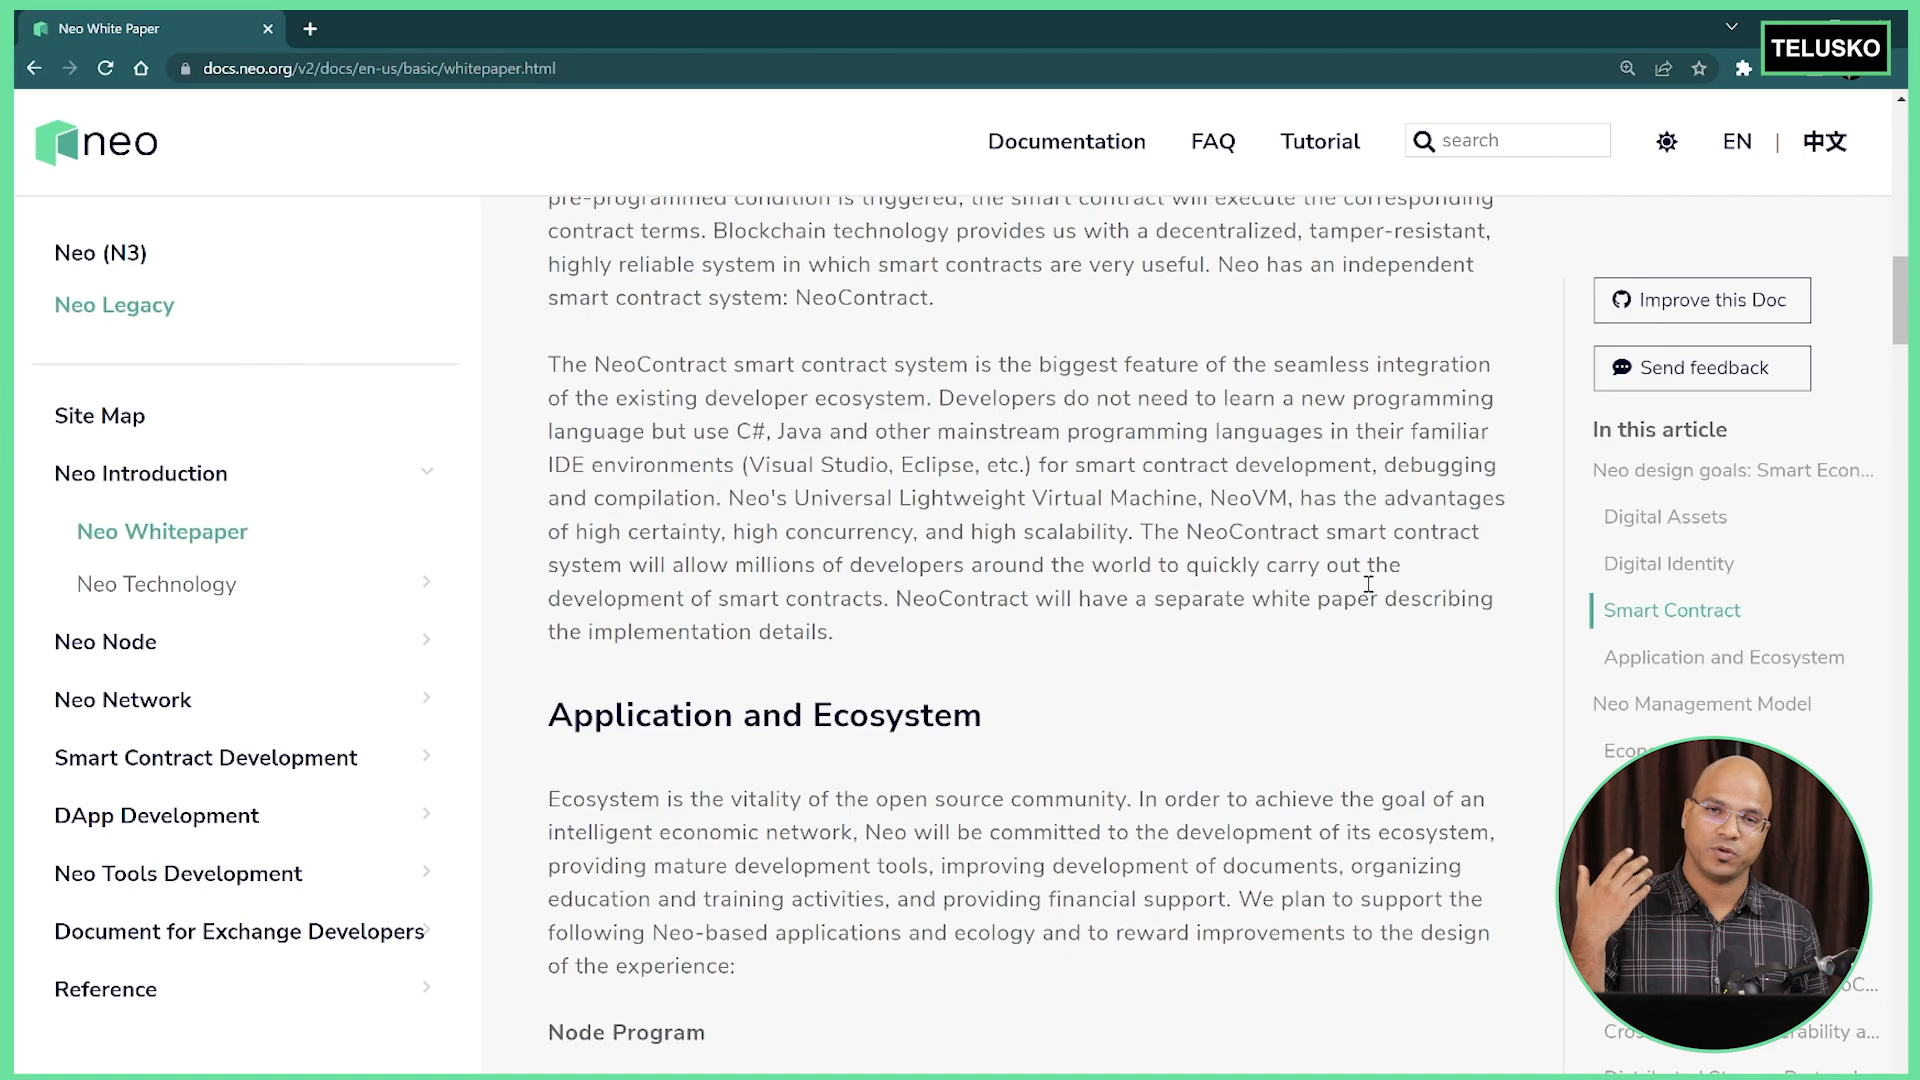 Neo White Paper
TELUSKO
docs.neo.org/v2/docs/en-us/basic/whitepaper.html
neo
Documentation
FAQ
Tutorial
search
EN | 中文
Neo (N3)
Neo Legacy
Site Map
Neo Introduction
Neo Whitepaper
Neo Technology
Neo Node
Neo Network
Smart Contract Development
DApp Development
Neo Tools Development
Document for Exchange Developers
Reference
pre-programmed condition is triggered, the smart contract will execute the corresponding
contract terms. Blockchain technology provides us with a decentralized, tamper-resistant,
highly reliable system in which smart contracts are very useful. Neo has an independent
smart contract system: NeoContract.
The NeoContract smart contract system is the biggest feature of the seamless integration
of the existing developer ecosystem. Developers do not need to learn a new programming
language but use C#, Java and other mainstream programming languages in their familiar
IDE environments (Visual Studio, Eclipse, etc.) for smart contract development, debugging
and compilation. Neo's Universal Lightweight Virtual Machine, NeoVM, has the advantages
of high certainty, high concurrency, and high scalability. The NeoContract smart contract
system will allow millions of developers around the world to quickly carry out the
development of smart contracts. NeoContract will have a separate white paper describing
the implementation details.
Application and Ecosystem
Ecosystem is the vitality of the open source community. In order to achieve the goal of an
intelligent economic network, Neo will be committed to the development of its ecosystem,
providing mature development tools, improving development of documents, organizing
education and training activities, and providing financial support. We plan to support the
following Neo-based applications and ecology and to reward improvements to the design
of the experience:
Node Program
Improve this Doc
Send feedback
In this article
Neo design goals: Smart Econ...
Digital Assets
Digital Identity
Smart Contract
Application and Ecosystem
Neo Management Model